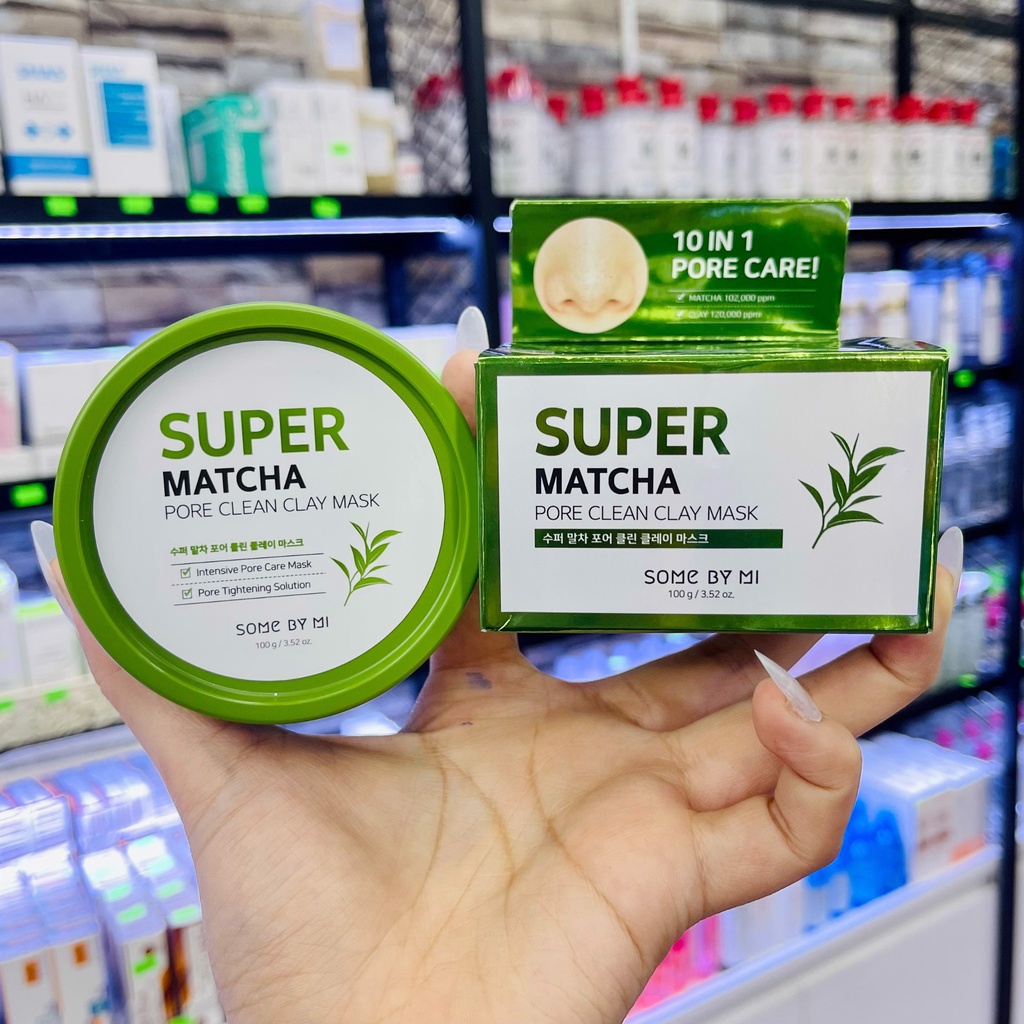 10 IN 1
PORE CARE!
MATCHA 102,000 ppm
CLAY 120,000 ppm
SUPER
MATCHA
PORE CLEAN CLAY MASK
수퍼 말차 포어 클린 클레이 마스크
Intensive Pore Care Mask
Pore Tightening Solution
SOME BY MI
100 g / 3.52 oz.
SUPER
MATCHA
PORE CLEAN CLAY MASK
수퍼 말차 포어 클린 클레이 마스크
SOME BY MI
100 g / 3.52 oz.